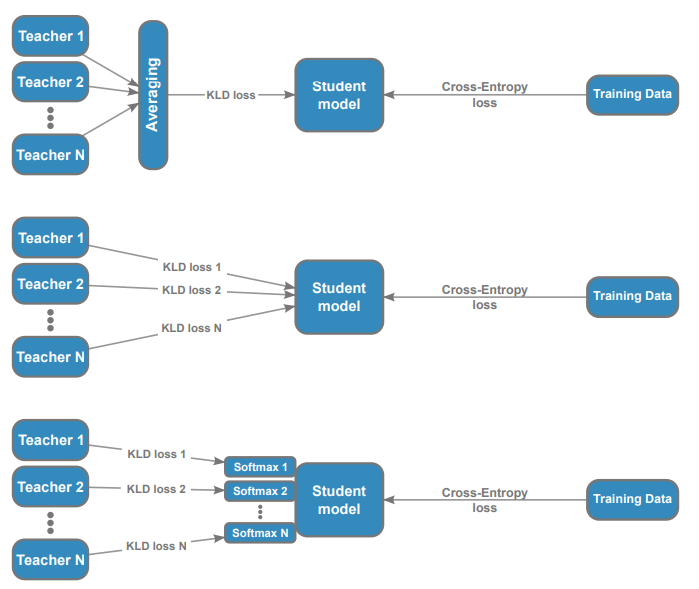 Teacher 1
Teacher 2
Teacher N
Averaging
KLD loss
Student
model
Cross-Entropy
loss
Training Data
Teacher 1
Teacher 2
Teacher N
KLD loss 1
KLD loss 2
KLD loss N
Student
model
Cross-Entropy
loss
Training Data
Teacher 1
Teacher 2
Teacher N
KLD loss 1
KLD loss 2
KLD loss N
Softmax 1
Softmax 2
Softmax N
Student
model
Cross-Entropy
loss
Training Data